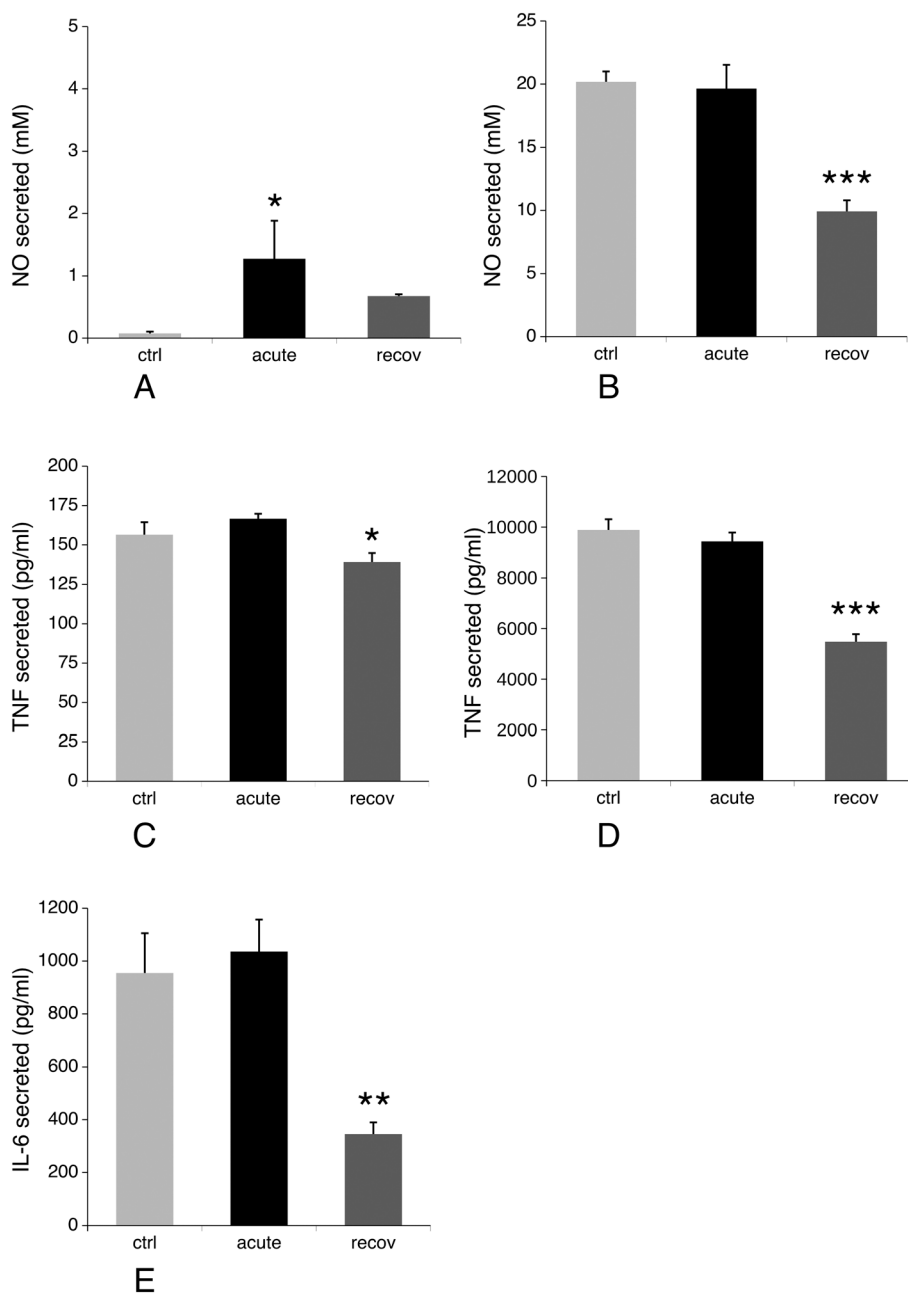 5
4
3
2
1
0
NO secreted (mM)
*
ctrl acute recov
A
25
20
15
10
5
0
NO secreted (mM)
***
ctrl acute recov
B
200
175
150
125
100
75
50
25
0
TNF secreted (pg/ml)
*
ctrl acute recov
C
12000
10000
8000
6000
4000
2000
0
TNF secreted (pg/ml)
***
ctrl acute recov
D
1200
1000
800
600
400
200
0
IL-6 secreted (pg/ml)
**
ctrl acute recov
E